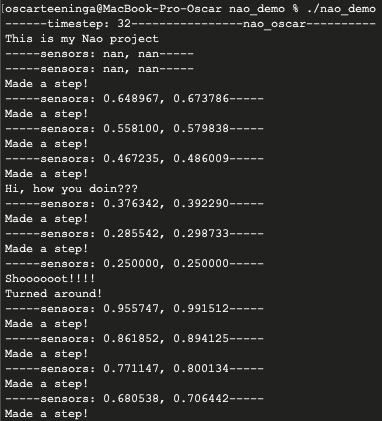 [oscarteeninga@MacBook-Pro-Oscar nao_demo % ./nao_demo
------timestep: 32----------------nao_oscar----------
This is my Nao project
-----sensors: nan, nan-----
-----sensors: nan, nan-----
Made a step!
-----sensors: 0.648967, 0.673786-----
Made a step!
-----sensors: 0.558100, 0.579838-----
Made a step!
-----sensors: 0.467235, 0.486009-----
Made a step!
Hi, how you doin???
-----sensors: 0.376342, 0.392290-----
Made a step!
-----sensors: 0.285542, 0.298733-----
Made a step!
-----sensors: 0.250000, 0.250000-----
Shoooooot!!!!
Turned around!
-----sensors: 0.955747, 0.991512-----
Made a step!
-----sensors: 0.861852, 0.894125-----
Made a step!
-----sensors: 0.771147, 0.800134-----
Made a step!
-----sensors: 0.680538, 0.706442-----
Made a step!